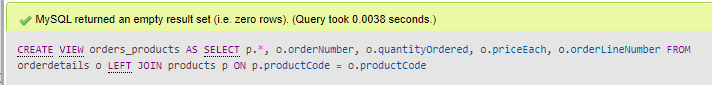 MySQL returned an empty result set (i.e. zero rows). (Query took 0.0038 seconds.)
CREATE VIEW orders_products AS SELECT p.*, o.orderNumber, o.quantityOrdered, o.priceEach, o.orderLineNumber FROM
orderdetails o LEFT JOIN products p ON p.productCode = o.productCode